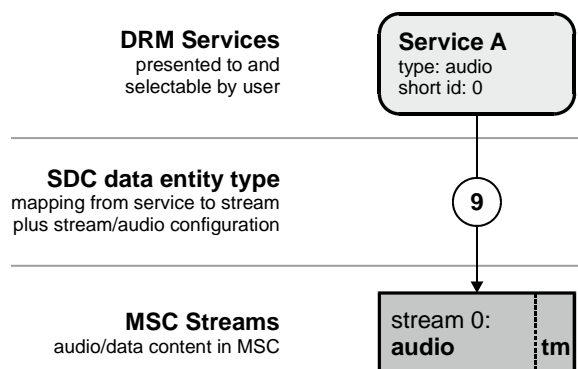 DRM Services
presented to and
selectable by user
Service A
type: audio
short id: 0
SDC data entity type
mapping from service to stream
plus stream/audio configuration
9
MSC Streams
audio/data content in MSC
stream 0:
audio
tm